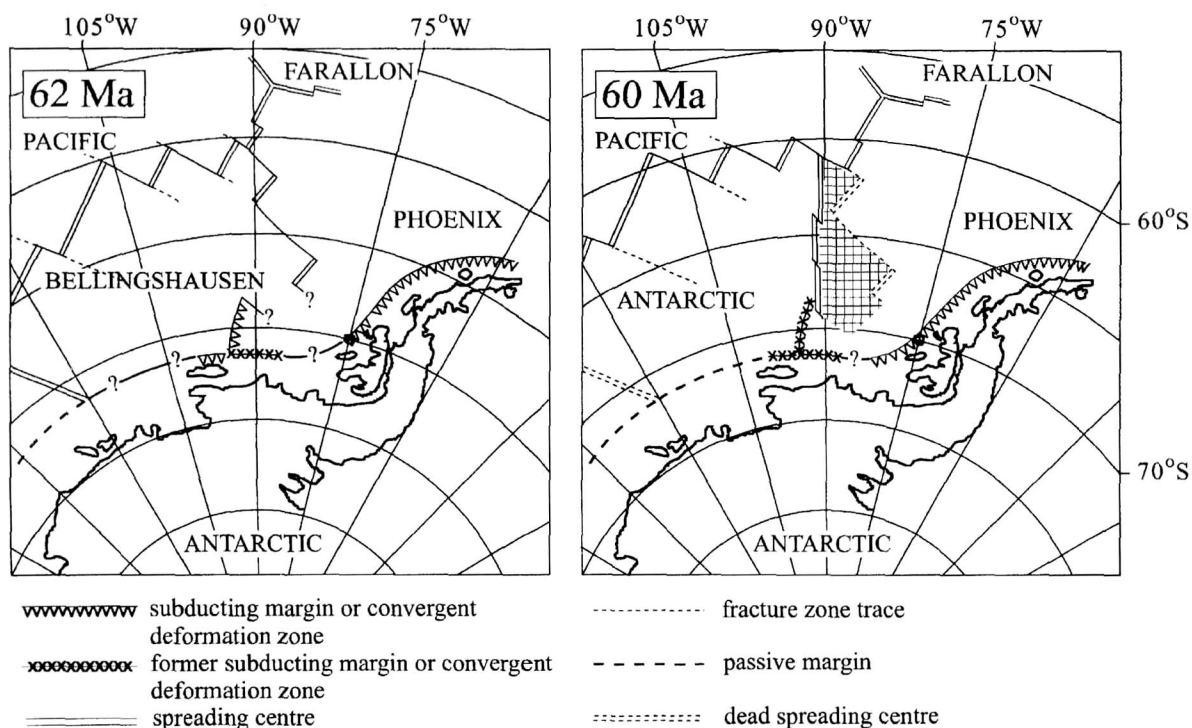 105°W 90°W 75°W
62 Ma
FARALLON
PACIFIC
PHOENIX
BELLINGSHAUSEN
?
?
?
?
?
ANTARCTIC
105°W 90°W 75°W
60 Ma
FARALLON
PACIFIC
PHOENIX
60°S
ANTARCTIC
?
70°S
ANTARCTIC
subducting margin or convergent
deformation zone
former subducting margin or convergent
deformation zone
spreading centre
fracture zone trace
passive margin
dead spreading centre